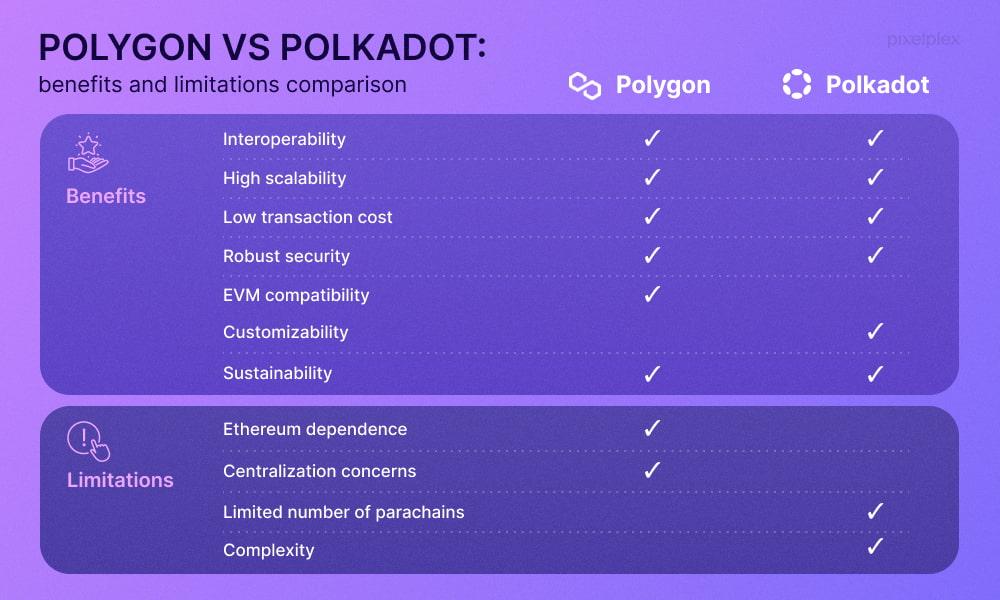 POLYGON VS POLKADOT:
benefits and limitations comparison
pixelplex
Polygon
Polkadot
Benefits
Interoperability ✓ ✓
High scalability ✓ ✓
Low transaction cost ✓ ✓
Robust security ✓ ✓
EVM compatibility ✓
Customizability ✓
Sustainability ✓ ✓
Limitations
Ethereum dependence ✓
Centralization concerns ✓
Limited number of parachains ✓
Complexity ✓